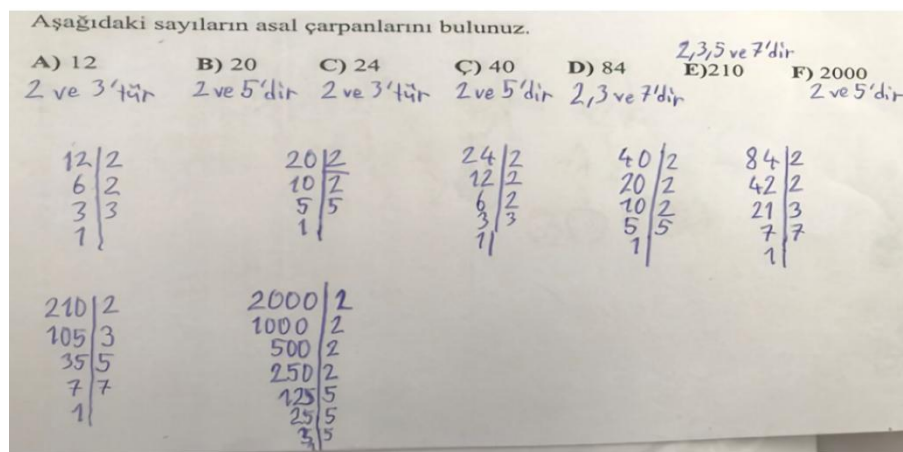 Aşağıdaki sayıların asal çarpanlarını bulunuz.
2,3,5 ve 7'dir
A) 12 B) 20 C) 24 Ç) 40 D) 84 E)210 F) 2000
2 ve 3'tür 2 ve 5'dir 2 ve 3'tür 2 ve 5'dir 2,3 ve 7'dir 2 ve 5'dir
12|2 20|2 24|2 40|2 84|2
6|2 10|2 12|2 20|2 42|2
3|3 5|5 6|2 10|2 21|3
1| 1| 3|3 5|5 7|7
1| 1| 1|
210|2 2000|2
105|3 1000|2
35|5 500|2
7|7 250|2
1| 125|5
25|5
5|5